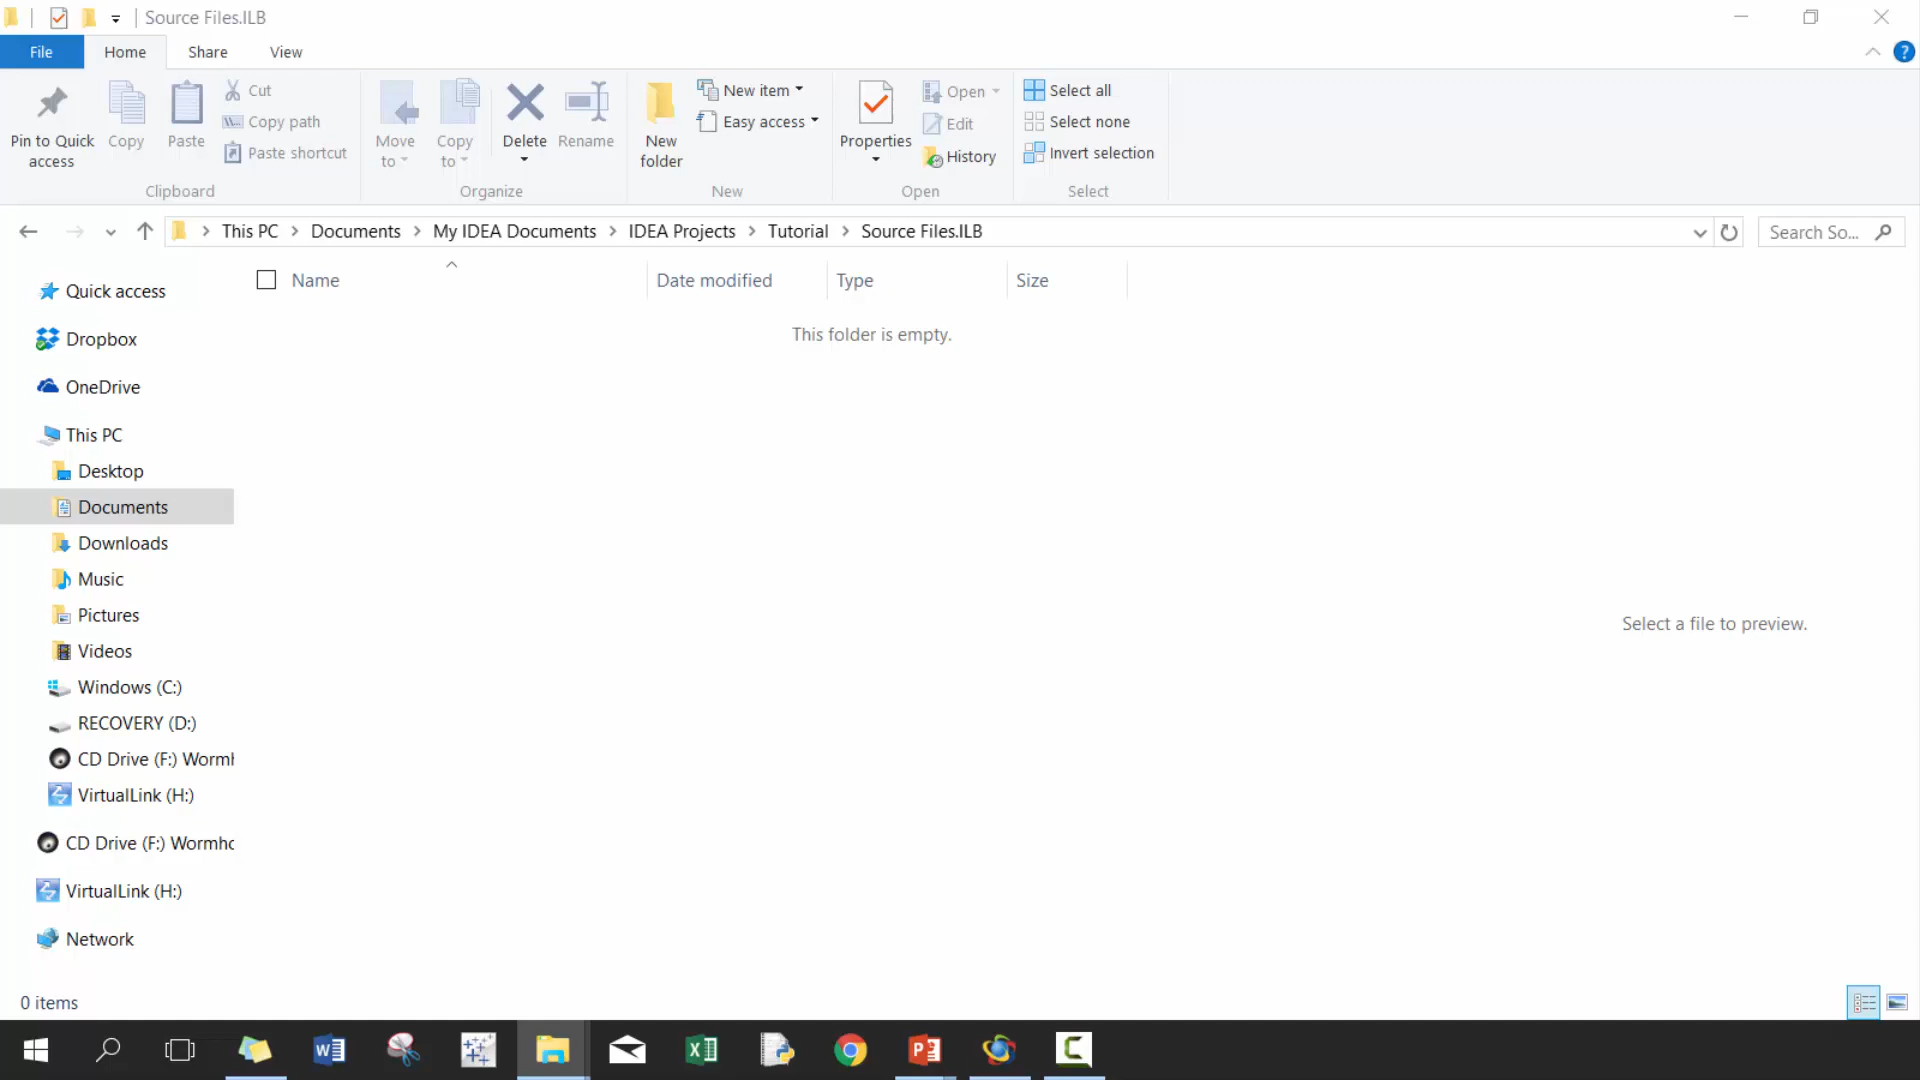 Source Files.ILB
File Home Share View
Pin to Quick access
Copy
Paste
Cut
Copy path
Paste shortcut
Clipboard
Move to
Copy to
Delete
Rename
Organize
New folder
New item
Easy access
New
Properties
Open
Edit
History
Open
Select all
Select none
Invert selection
Select
This PC > Documents > My IDEA Documents > IDEA Projects > Tutorial > Source Files.ILB
Search So...
Name Date modified Type Size
This folder is empty.
Quick access
Dropbox
OneDrive
This PC
Desktop
Documents
Downloads
Music
Pictures
Videos
Windows (C:)
RECOVERY (D:)
CD Drive (F:) Wormh
VirtualLink (H:)
CD Drive (F:) Wormho
VirtualLink (H:)
Network
Select a file to preview.
0 items